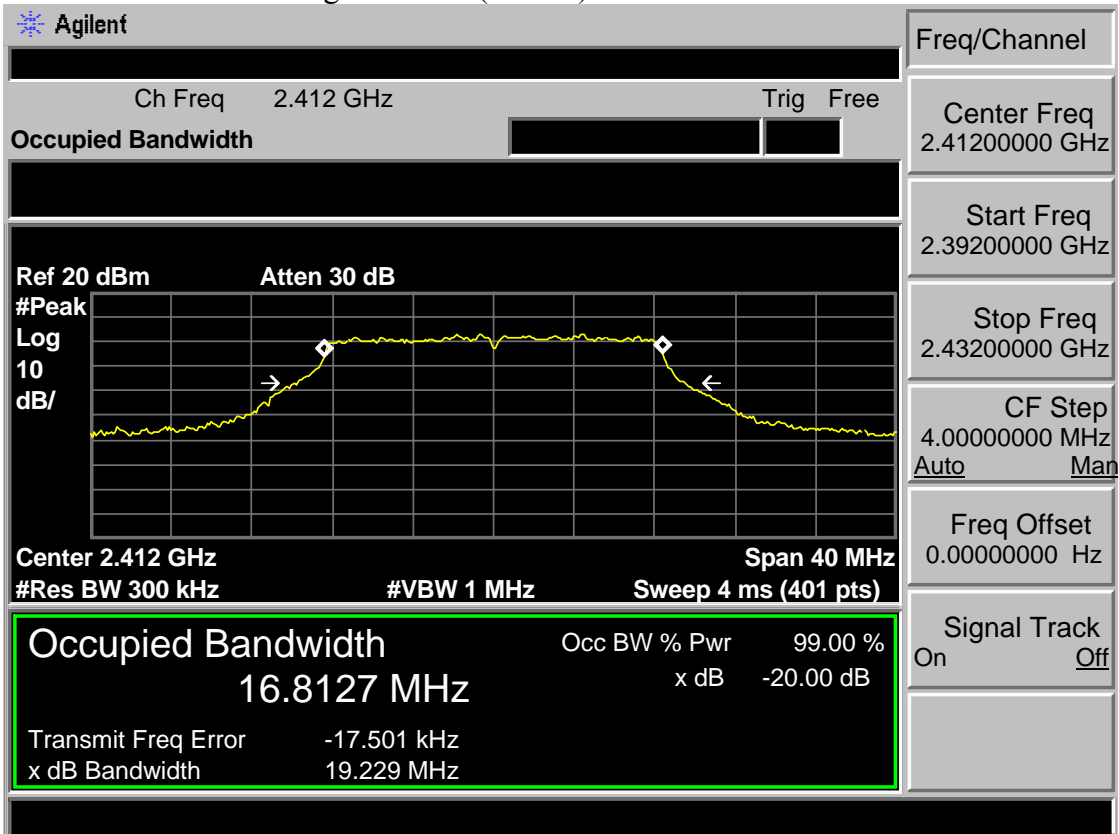 Agilent
Freq/Channel
Ch Freq 2.412 GHz Trig Free
Occupied Bandwidth
Center Freq
2.41200000 GHz
Start Freq
2.39200000 GHz
Stop Freq
2.43200000 GHz
CF Step
4.00000000 MHz
Auto Man
Freq Offset
0.00000000 Hz
Signal Track
On Off
Ref 20 dBm Atten 30 dB
#Peak
Log
10
dB/
Center 2.412 GHz Span 40 MHz
#Res BW 300 kHz #VBW 1 MHz Sweep 4 ms (401 pts)
Occupied Bandwidth Occ BW % Pwr 99.00 %
16.8127 MHz x dB -20.00 dB
Transmit Freq Error -17.501 kHz
x dB Bandwidth 19.229 MHz